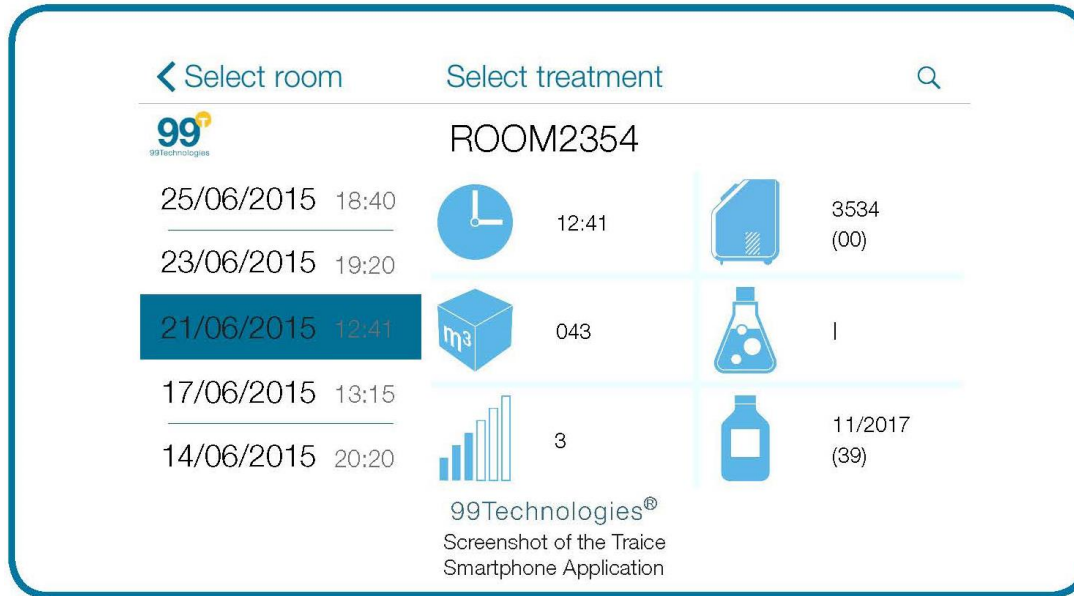 Select room
Select treatment
99T
99Technologies
ROOM2354
25/06/2015 18:40
23/06/2015 19:20
21/06/2015 12:41
17/06/2015 13:15
14/06/2015 20:20
12:41
3534
(00)
m³
043
I
3
11/2017
(39)
99Technologies®
Screenshot of the Traice
Smartphone Application